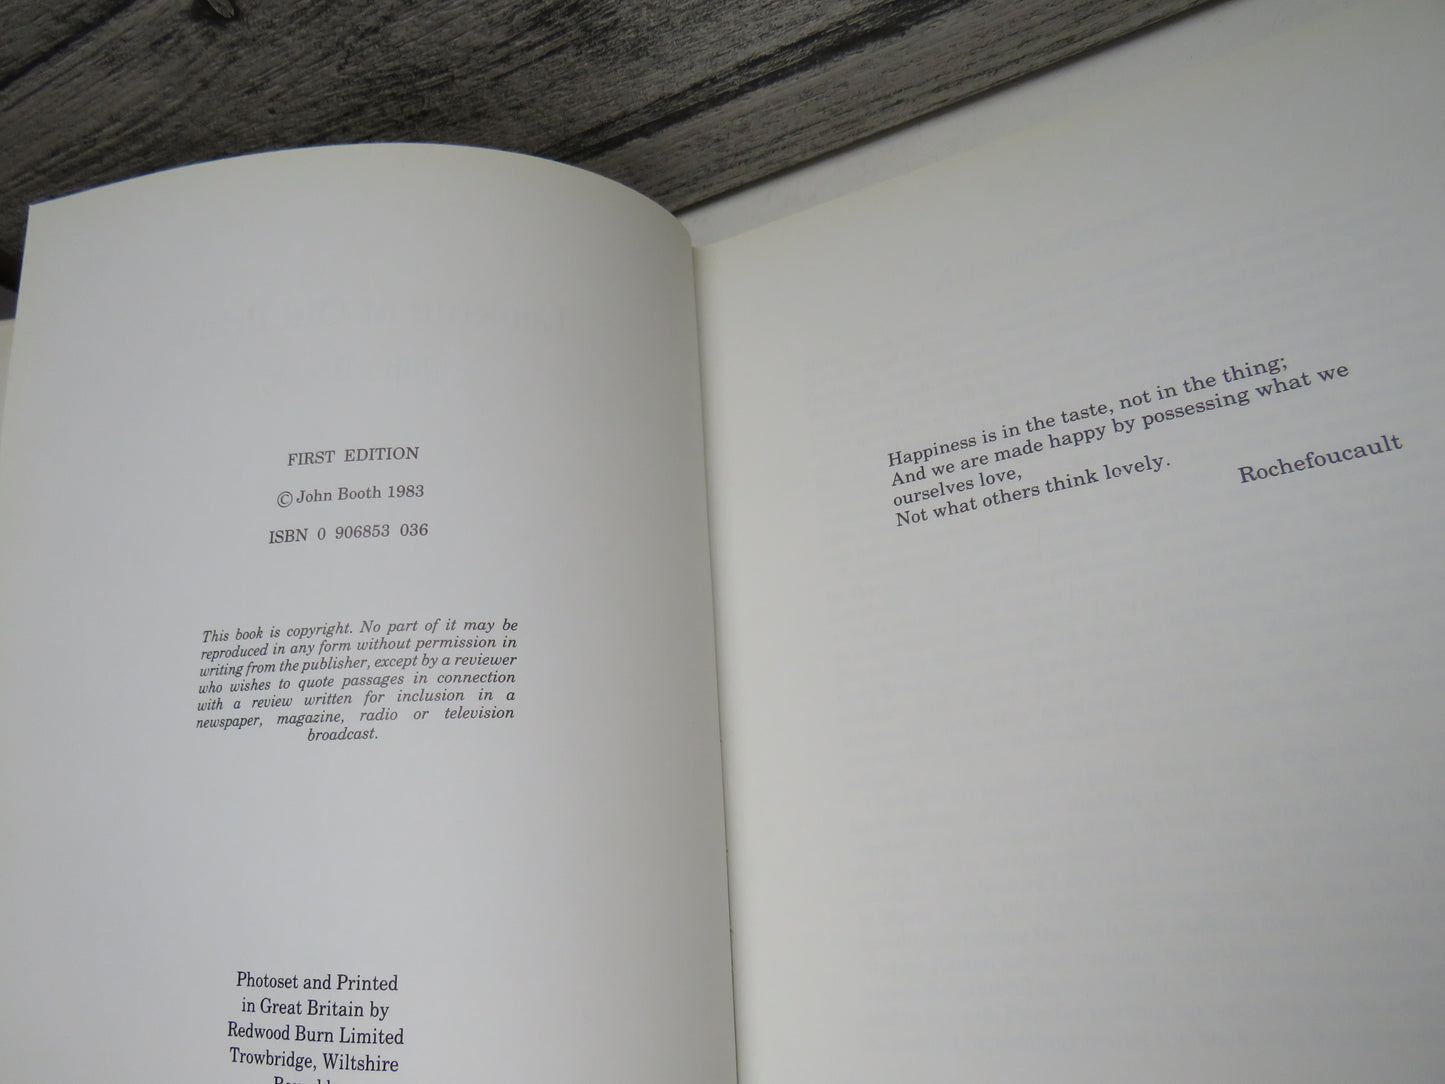 FIRST EDITION
© John Booth 1983
ISBN 0 906853 036
This book is copyright. No part of it may be
reproduced in any form without permission in
writing from the publisher, except by a reviewer
who wishes to quote passages in connection
with a review written for inclusion in a
newspaper, magazine, radio or television
broadcast.
Photoset and Printed
in Great Britain by
Redwood Burn Limited
Trowbridge, Wiltshire
Happiness is in the taste, not in the thing;
And we are made happy by possessing what we
ourselves love,
Not what others think lovely.
Rochefoucault